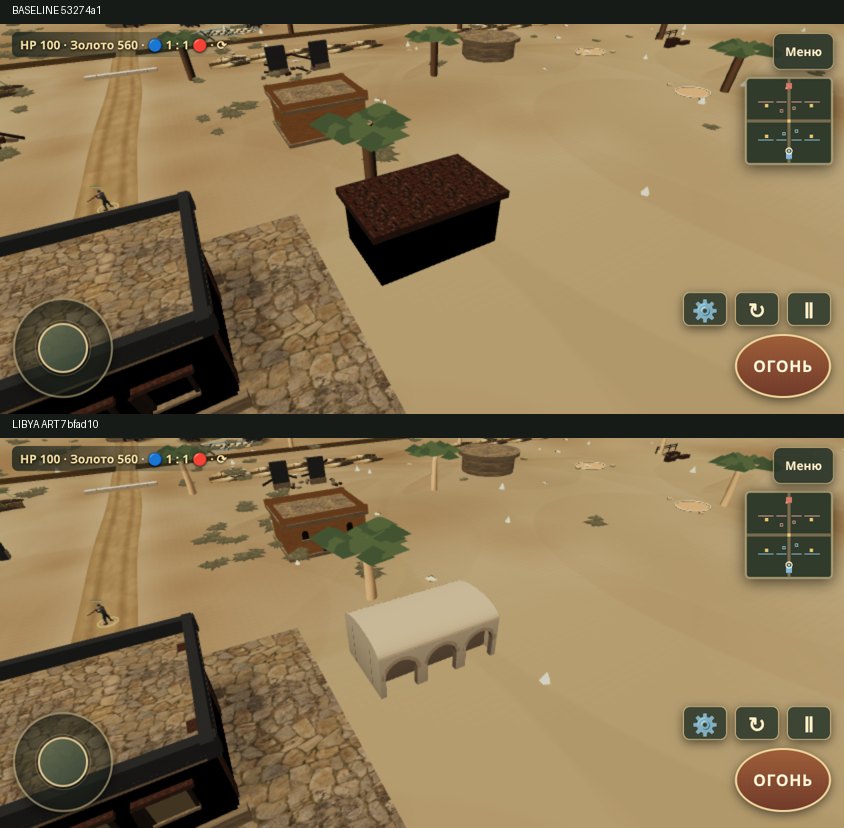 BASELINE 53274a1
HP 100 · Золото 560 · 🔵 1 : 1 🔴 · ⟳
Меню
⚙️ ↻ ||
ОГОНЬ
LIBYA ART 7bfad10
HP 100 · Золото 560 · 🔵 1 : 1 🔴 · ⟳
Меню
⚙️ ↻ ||
ОГОНЬ